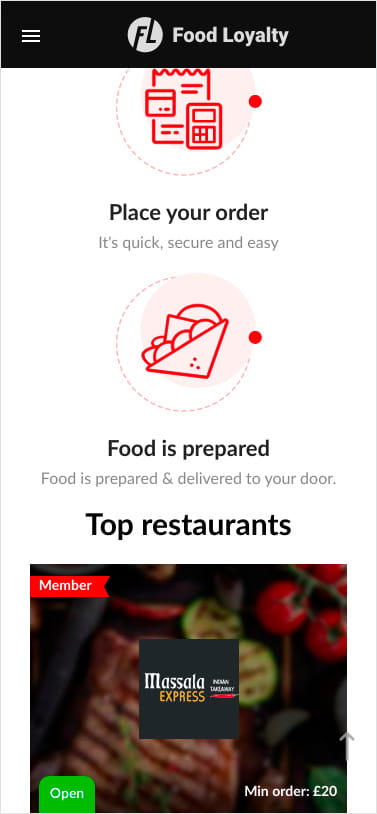 FL Food Loyalty
Place your order
It's quick, secure and easy
Food is prepared
Food is prepared & delivered to your door.
Top restaurants
Member
Massala
EXPRESS
INDIAN
TAKEAWAY
Open
Min order: £20